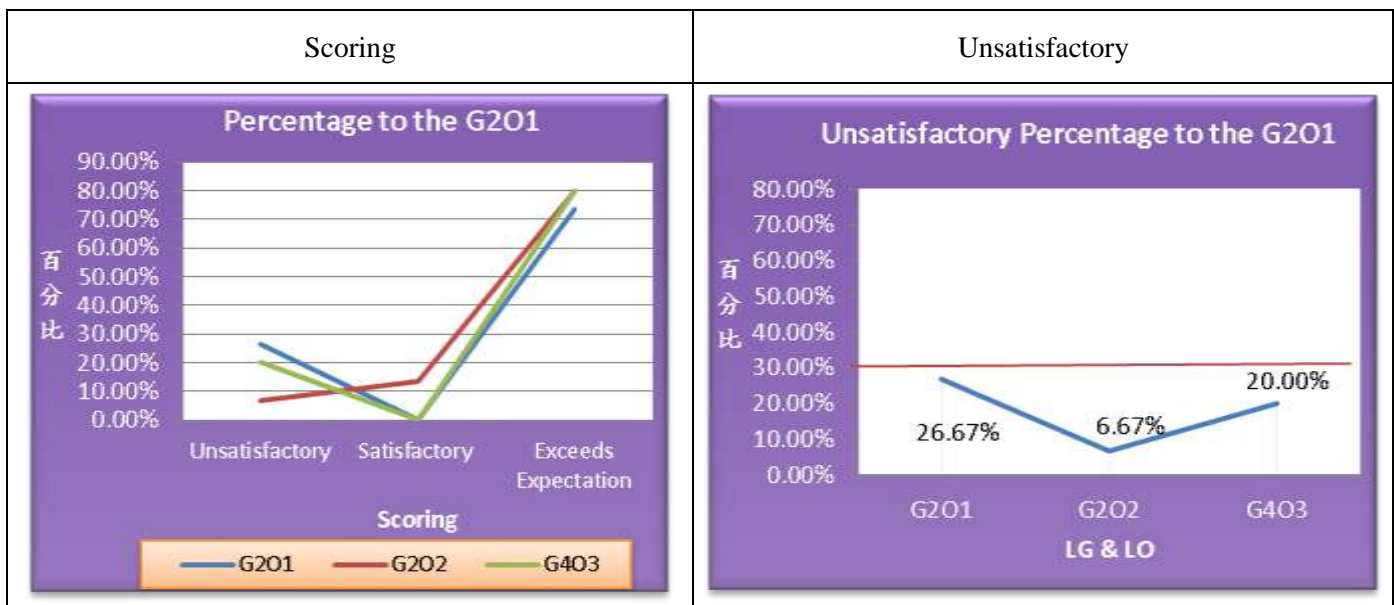 Scoring
Unsatisfactory
Percentage to the G2O1
90.00%
80.00%
70.00%
60.00%
50.00%
40.00%
30.00%
20.00%
10.00%
0.00%
百分比
Unsatisfactory
Satisfactory
Exceeds
Expectation
Scoring
G2O1
G2O2
G4O3
Unsatisfactory Percentage to the G2O1
80.00%
70.00%
60.00%
50.00%
40.00%
30.00%
20.00%
10.00%
0.00%
百分比
26.67%
6.67%
20.00%
G2O1
G2O2
G4O3
LG & LO